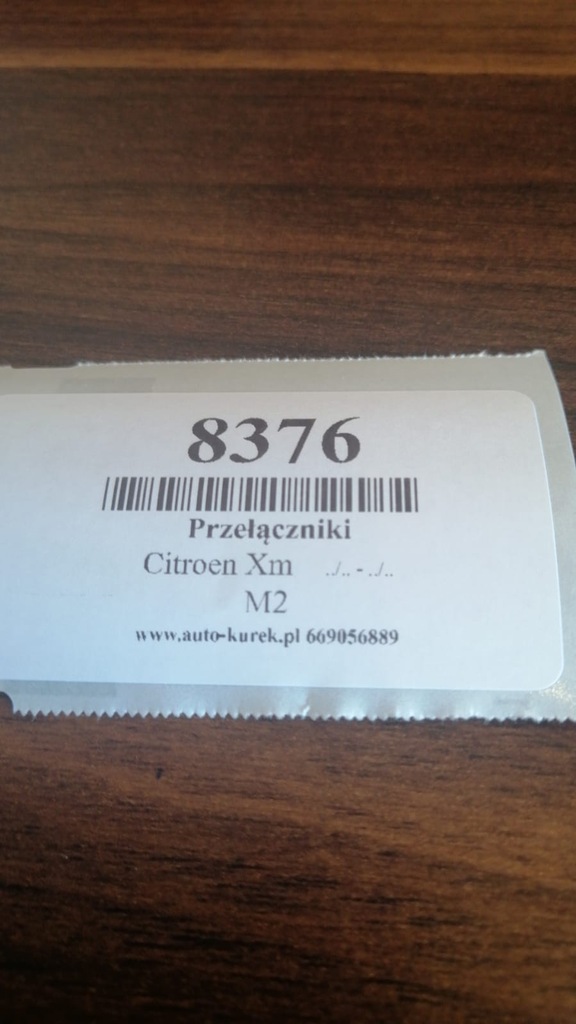 8376
Przełączniki
Citroen Xm ../.. - ../..
M2
www.auto-kurek.pl 669056889